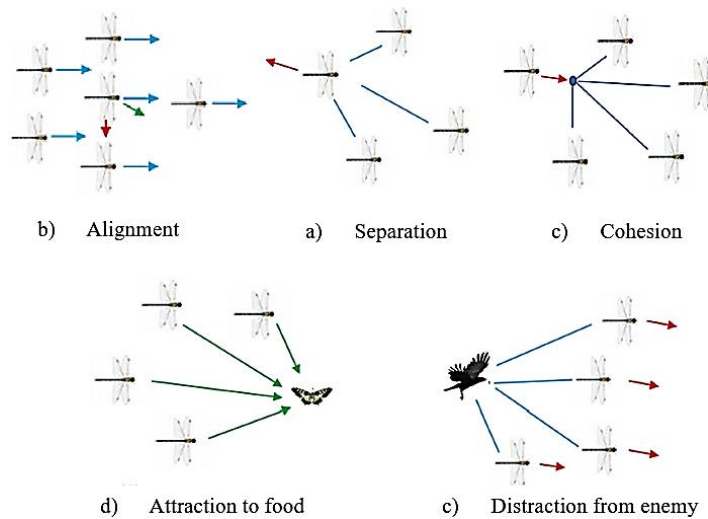 b) Alignment
a) Separation
c) Cohesion
d) Attraction to food
c) Distraction from enemy